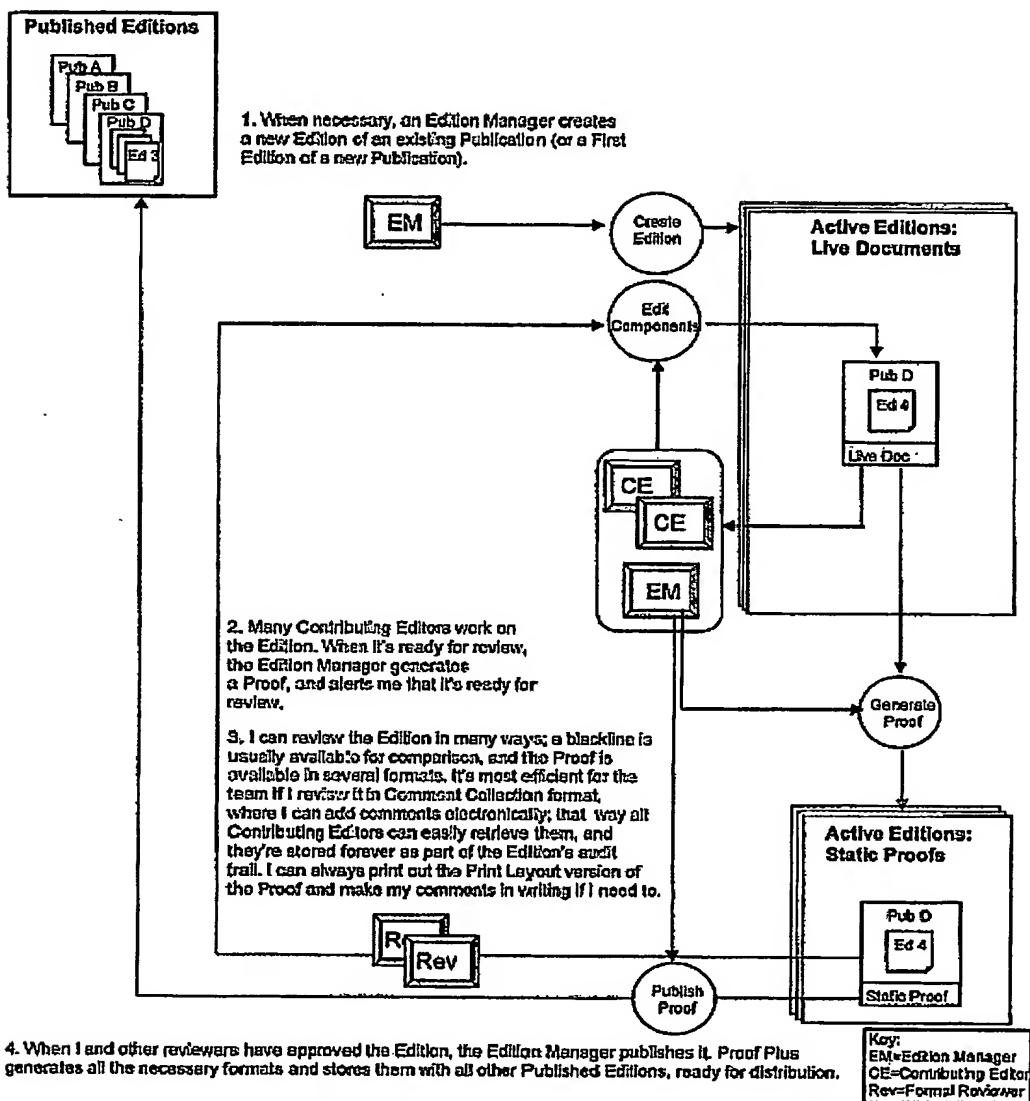 Published Editions
Pub A
Pub B
Pub C
Pub D
Ed 3
1. When necessary, an Edition Manager creates
a new Edition of an existing Publication (or a First
Edition of a new Publication).
EM
Create
Edition
Active Editions:
Live Documents
Edit
Components
Pub D
Ed 4
Live Doc
CE
CE
EM
2. Many Contributing Editors work on
the Edition. When it's ready for review,
the Edition Manager generates
a Proof, and alerts me that it's ready for
review.
Generate
Proof
3. I can review the Edition in many ways; a blackline is
usually available for comparison, and the Proof is
available in several formats. It's most efficient for the
team if I review it in Comment Collection format,
where I can add comments electronically; that way all
Contributing Editors can easily retrieve them, and
they're stored forever as part of the Edition's audit
trail. I can always print out the Print Layout version of
the Proof and make my comments in writing if I need to.
Active Editions:
Static Proofs
Pub D
Ed 4
Static Proof
Re
Rev
Publish
Proof
4. When I and other reviewers have approved the Edition, the Edition Manager publishes it. Proof Plus
generates all the necessary formats and stores them with all other Published Editions, ready for distribution.
Key:
EM=Edition Manager
CE=Contributing Editor
Rev=Formal Reviewer